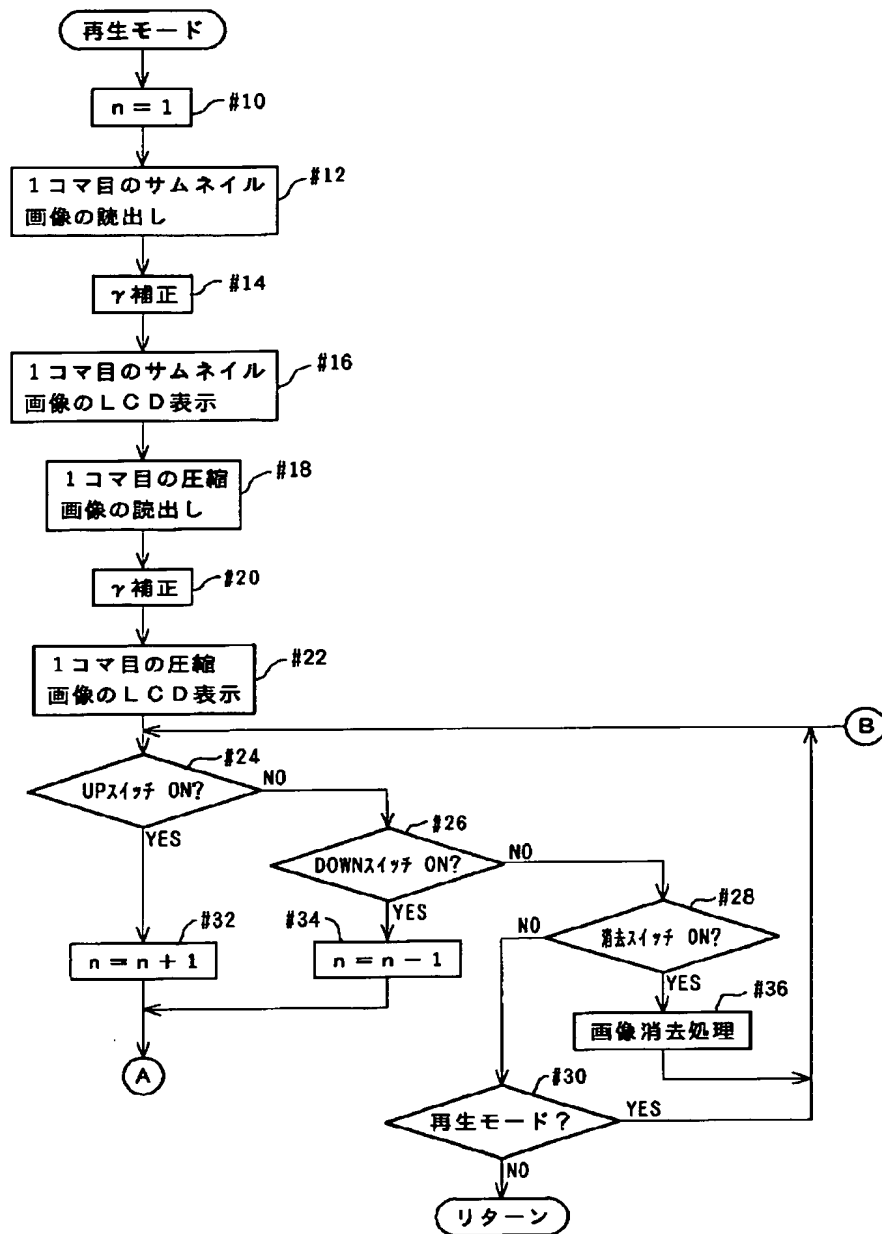 再生モード
n=1
#10
1コマ目のサムネイル
画像の読出し
#12
γ補正
#14
1コマ目のサムネイル
画像のLCD表示
#16
1コマ目の圧縮
画像の読出し
#18
γ補正
#20
1コマ目の圧縮
画像のLCD表示
#22
B
#24
UPスイッチ ON?
NO
YES
#26
DOWNスイッチ ON?
NO
YES
#28
消去スイッチ ON?
NO
YES
#32
n=n+1
#34
n=n-1
#36
画像消去処理
A
#30
再生モード?
YES
NO
リターン